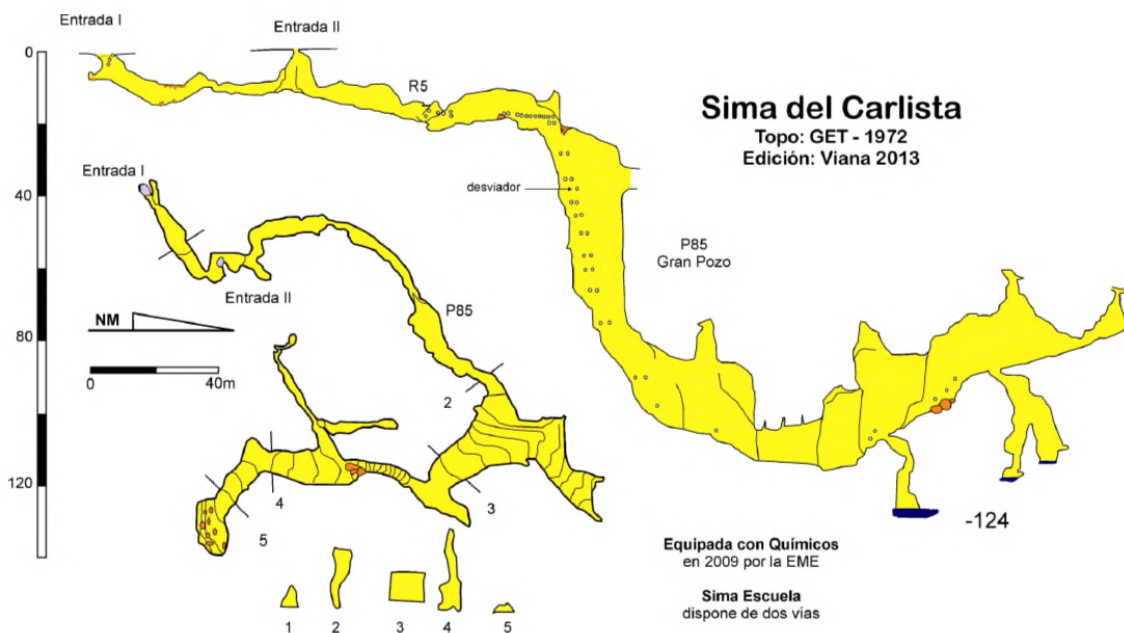 Entrada I
Entrada II
0
R5
Sima del Carlista
Topo: GET - 1972
Edición: Viana 2013
Entrada I
desviador
40
P85
Gran Pozo
Entrada II
P85
NM
80
0
40m
2
120
4
3
5
-124
Equipada con Químicos
en 2009 por la EME
Sima Escuela
dispone de dos vías
1
2
3
4
5